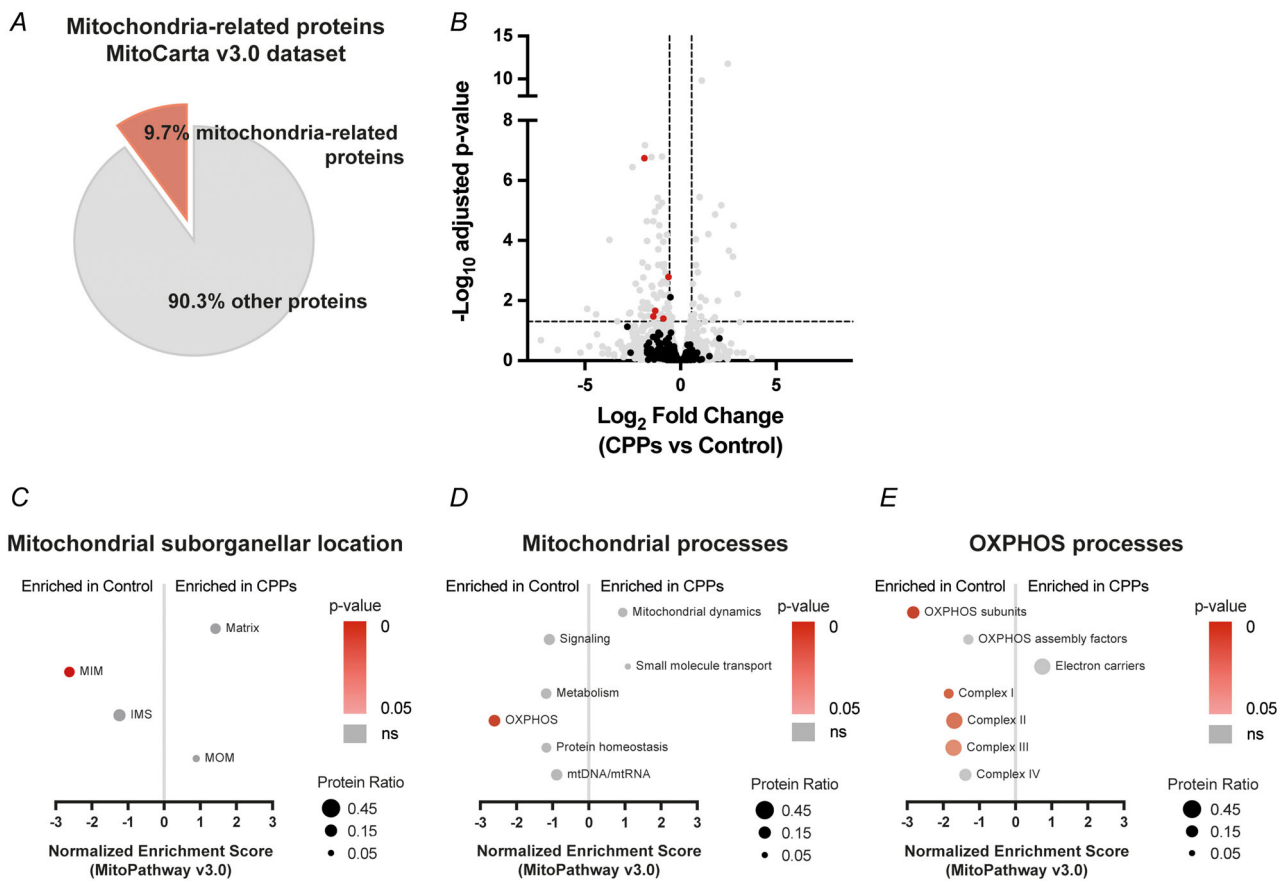 A
Mitochondria-related proteins
MitoCarta v3.0 dataset
9.7% mitochondria-related
proteins
90.3% other proteins
B
15
10
8
6
4
2
0
-Log10 adjusted p-value
-5
0
5
Log2 Fold Change
(CPPs vs Control)
C
Mitochondrial suborganellar location
Enriched in Control
Enriched in CPPs
Matrix
MIM
IMS
MOM
-3
-2
-1
0
1
2
3
Normalized Enrichment Score
(MitoPathway v3.0)
p-value
0
0.05
ns
Protein Ratio
0.45
0.15
0.05
D
Mitochondrial processes
Enriched in Control
Enriched in CPPs
Mitochondrial dynamics
Signaling
Small molecule transport
Metabolism
OXPHOS
Protein homeostasis
mtDNA/mtRNA
-3
-2
-1
0
1
2
3
Normalized Enrichment Score
(MitoPathway v3.0)
p-value
0
0.05
ns
Protein Ratio
0.45
0.15
0.05
E
OXPHOS processes
Enriched in Control
Enriched in CPPs
OXPHOS subunits
OXPHOS assembly factors
Electron carriers
Complex I
Complex II
Complex III
Complex IV
-3
-2
-1
0
1
2
3
Normalized Enrichment Score
(MitoPathway v3.0)
p-value
0
0.05
ns
Protein Ratio
0.45
0.15
0.05